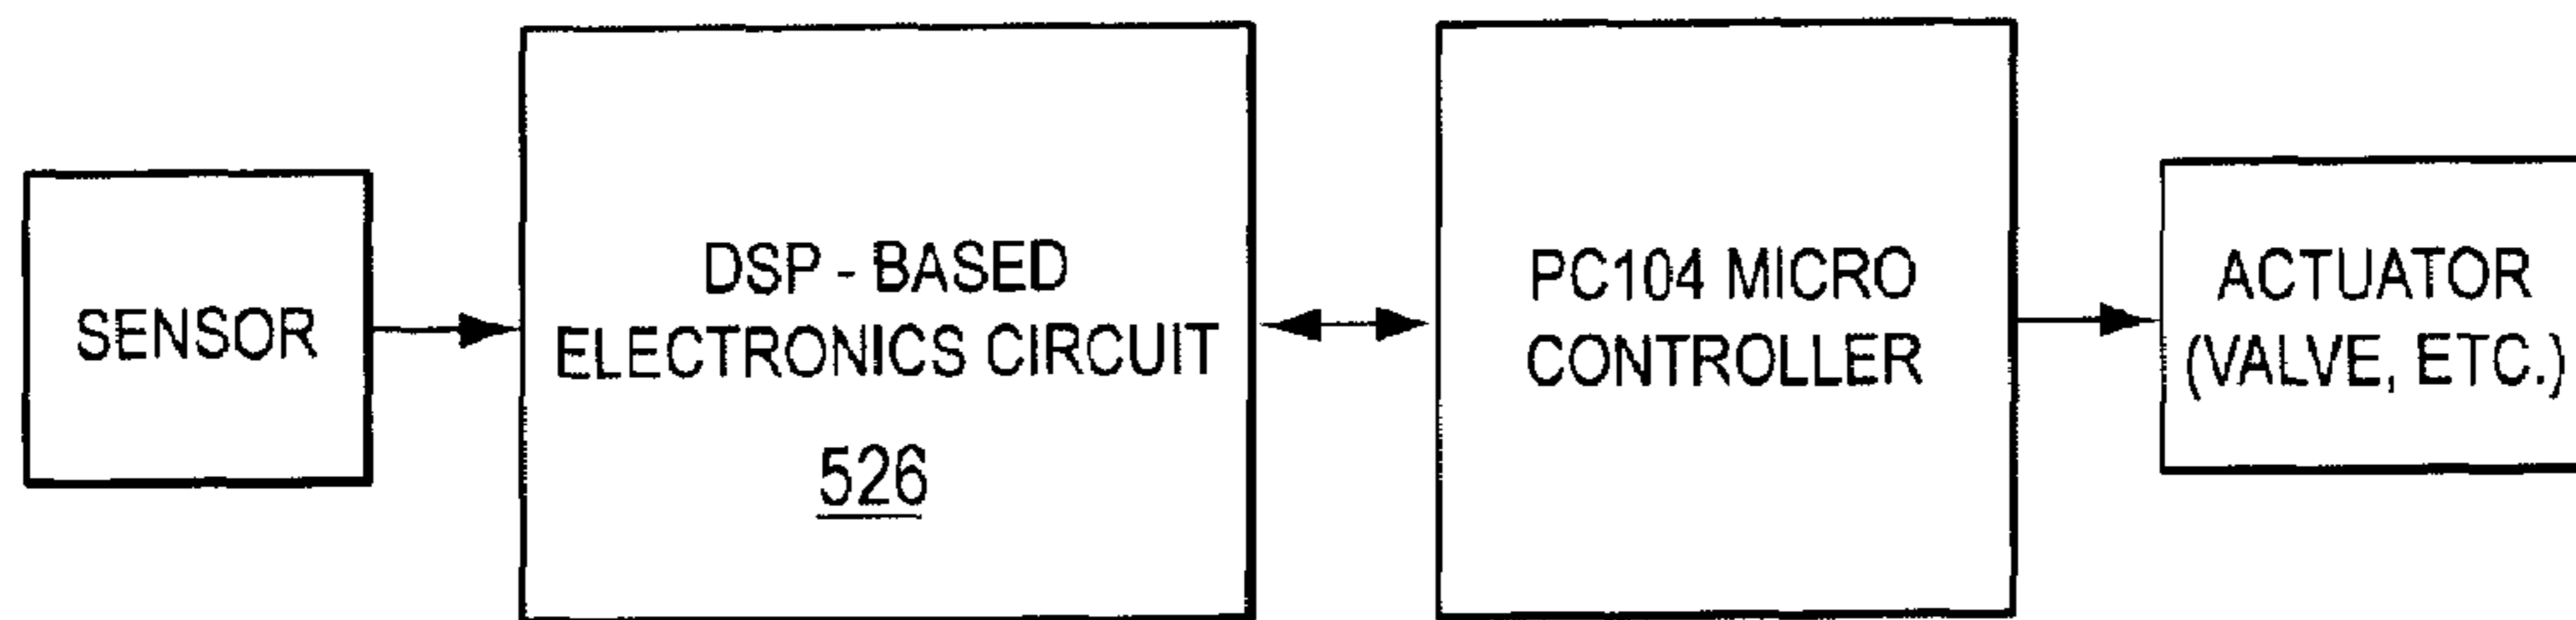 SENSOR
DSP - BASED
ELECTRONICS CIRCUIT
526
PC104 MICRO
CONTROLLER
ACTUATOR
(VALVE, ETC.)